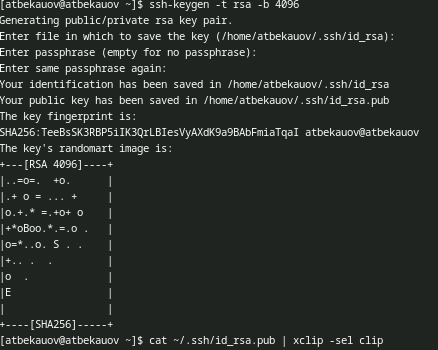 [atbekauov@atbekauov ~]$ ssh-keygen -t rsa -b 4096
Generating public/private rsa key pair.
Enter file in which to save the key (/home/atbekauov/.ssh/id_rsa):
Enter passphrase (empty for no passphrase):
Enter same passphrase again:
Your identification has been saved in /home/atbekauov/.ssh/id_rsa
Your public key has been saved in /home/atbekauov/.ssh/id_rsa.pub
The key fingerprint is:
SHA256:TeeBsSK3RBP5iIK3QrLBIesVyAXdK9a9BAbFmiaTqaI atbekauov@atbekauov
The key's randomart image is:
+---[RSA 4096]----+
|..=o=.  +o.      |
|.+ o = ... +     |
|o.+.* =.+o+ o    |
|+*oBoo.*.=.o .   |
|o=*..o. S . .    |
|+.. .  .         |
|o  .             |
|E                |
|                 |
+----[SHA256]-----+
[atbekauov@atbekauov ~]$ cat ~/.ssh/id_rsa.pub | xclip -sel clip